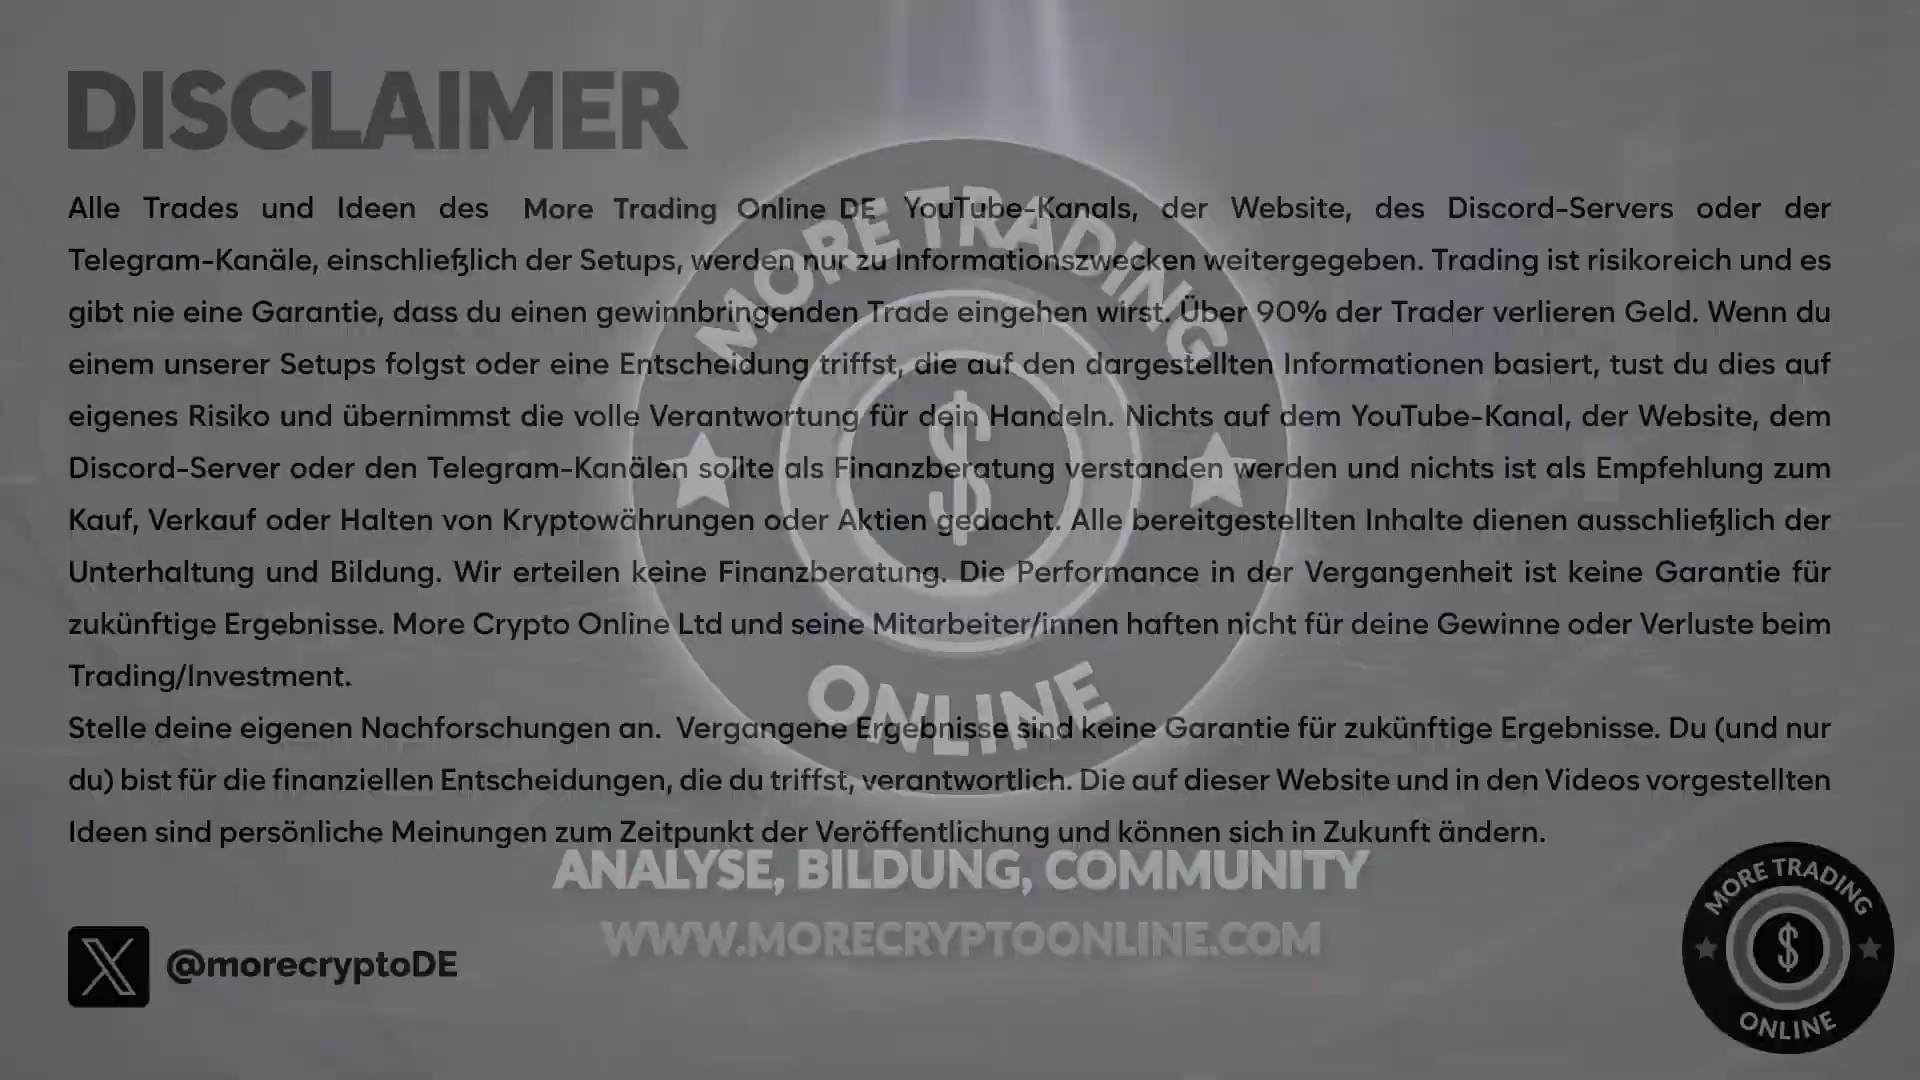 DISCLAIMER
Alle Trades und Ideen des More Trading Online DE YouTube-Kanals, der Website, des Discord-Servers oder der
Telegram-Kanäle, einschließlich der Setups, werden nur zu Informationszwecken weitergegeben. Trading ist risikoreich und es
gibt nie eine Garantie, dass du einen gewinnbringenden Trade eingehen wirst. Über 90% der Trader verlieren Geld. Wenn du
einem unserer Setups folgst oder eine Entscheidung triffst, die auf den dargestellten Informationen basiert, tust du dies auf
eigenes Risiko und übernimmst die volle Verantwortung für dein Handeln. Nichts auf dem YouTube-Kanal, der Website, dem
Discord-Server oder den Telegram-Kanälen sollte als Finanzberatung verstanden werden und nichts ist als Empfehlung zum
Kauf, Verkauf oder Halten von Kryptowährungen oder Aktien gedacht. Alle bereitgestellten Inhalte dienen ausschließlich der
Unterhaltung und Bildung. Wir erteilen keine Finanzberatung. Die Performance in der Vergangenheit ist keine Garantie für
zukünftige Ergebnisse. More Crypto Online Ltd und seine Mitarbeiter/innen haften nicht für deine Gewinne oder Verluste beim
Trading/Investment.
Stelle deine eigenen Nachforschungen an. Vergangene Ergebnisse sind keine Garantie für zukünftige Ergebnisse. Du (und nur
du) bist für die finanziellen Entscheidungen, die du triffst, verantwortlich. Die auf dieser Website und in den Videos vorgestellten
Ideen sind persönliche Meinungen zum Zeitpunkt der Veröffentlichung und können sich in Zukunft ändern.
MORE TRADING
$
ONLINE
ANALYSE, BILDUNG, COMMUNITY
WWW.MORECRYPTOONLINE.COM
@morecryptoDE
MORE TRADING
$
ONLINE